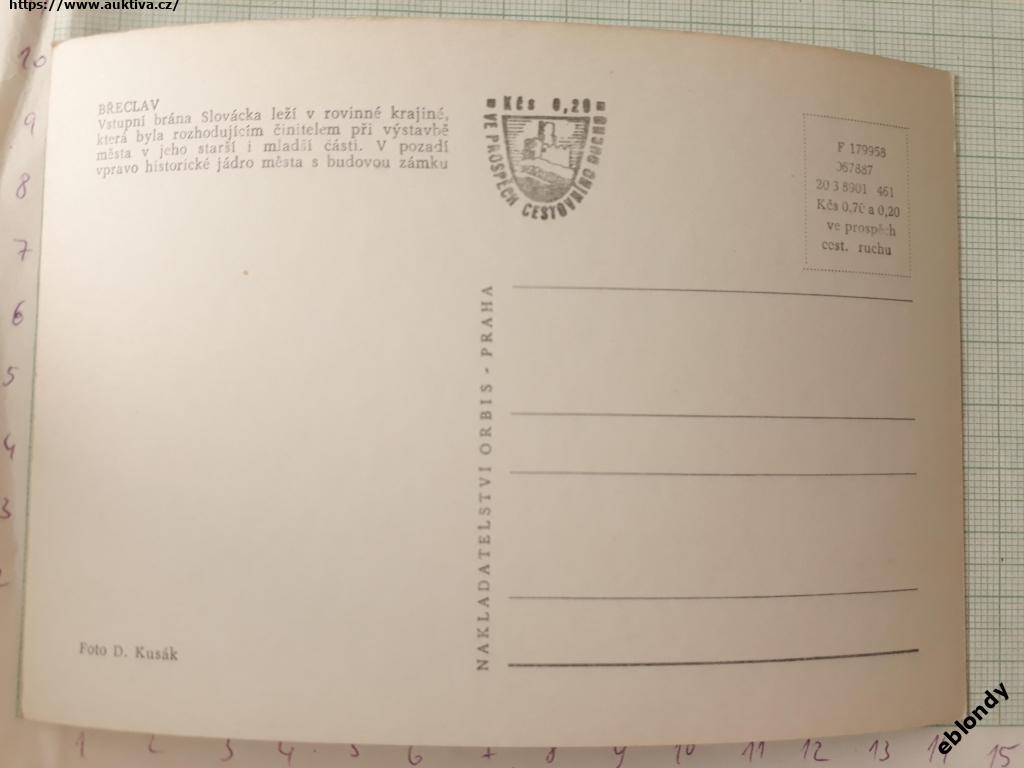 https://www.auktiva.cz/
BŘECLAV
Vstupní brána Slovácka leží v rovinné krajině,
která byla rozhodujícím činitelem při výstavbě
města v jeho starší i mladší části. V pozadí
vpravo historické jádro města s budovou zámku
Kčs 0,20
VE PROSPĚCH CESTOVNÍHO RUCHU
F 179958
367887
20 3 8901 461
Kčs 0,70 a 0,20
ve prospěch
cest. ruchu
NAKLADATELSTVÍ ORBIS - PRAHA
Foto D. Kusák
10
9
8
7
6
5
4
3
2
1 2 3 4 5 6 7 8 9 10 11 12 13 14 15
eblondy